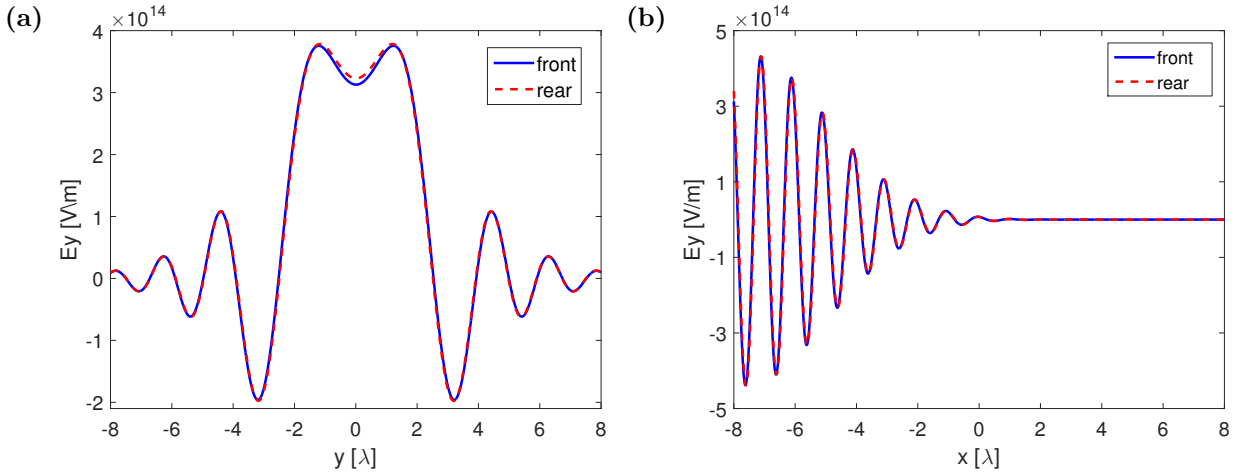 (a)
×10^14
Ey [V\m]
4
3
2
1
0
-1
-2
-8 -6 -4 -2 0 2 4 6 8
y [λ]
front
rear
(b)
×10^14
Ey [V/m]
5
3
1
-1
-3
-5
-8 -6 -4 -2 0 2 4 6 8
x [λ]
front
rear